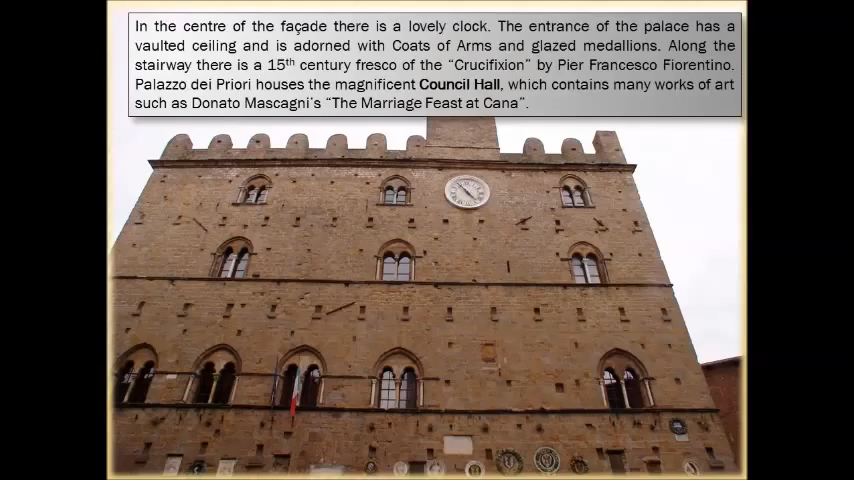 In the centre of the façade there is a lovely clock. The entrance of the palace has a
vaulted ceiling and is adorned with Coats of Arms and glazed medallions. Along the
stairway there is a 15th century fresco of the “Crucifixion” by Pier Francesco Fiorentino.
Palazzo dei Priori houses the magnificent Council Hall, which contains many works of art
such as Donato Mascagni’s “The Marriage Feast at Cana”.